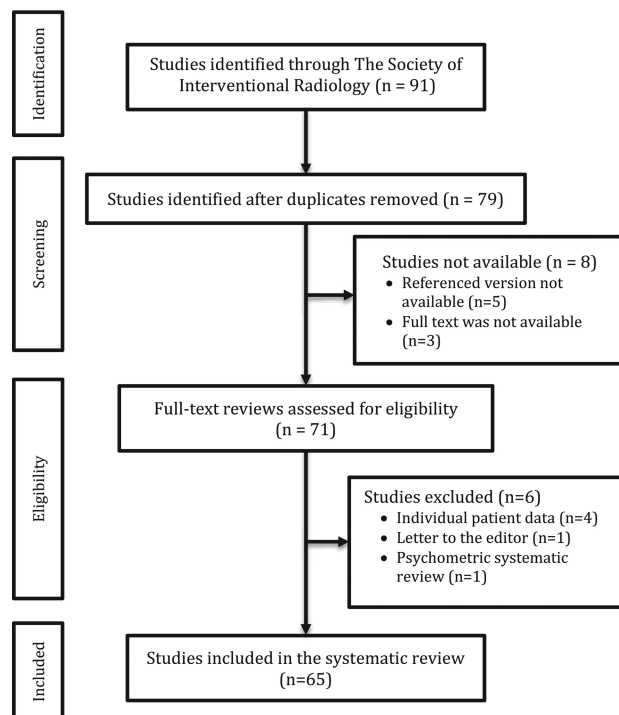 Identification
Studies identified through The Society of
Interventional Radiology (n = 91)
Screening
Studies identified after duplicates removed (n = 79)
Studies not available (n = 8)
• Referenced version not
available (n=5)
• Full text was not available
(n=3)
Eligibility
Full-text reviews assessed for eligibility
(n = 71)
Studies excluded (n=6)
• Individual patient data (n=4)
• Letter to the editor (n=1)
• Psychometric systematic
review (n=1)
Included
Studies included in the systematic review
(n=65)